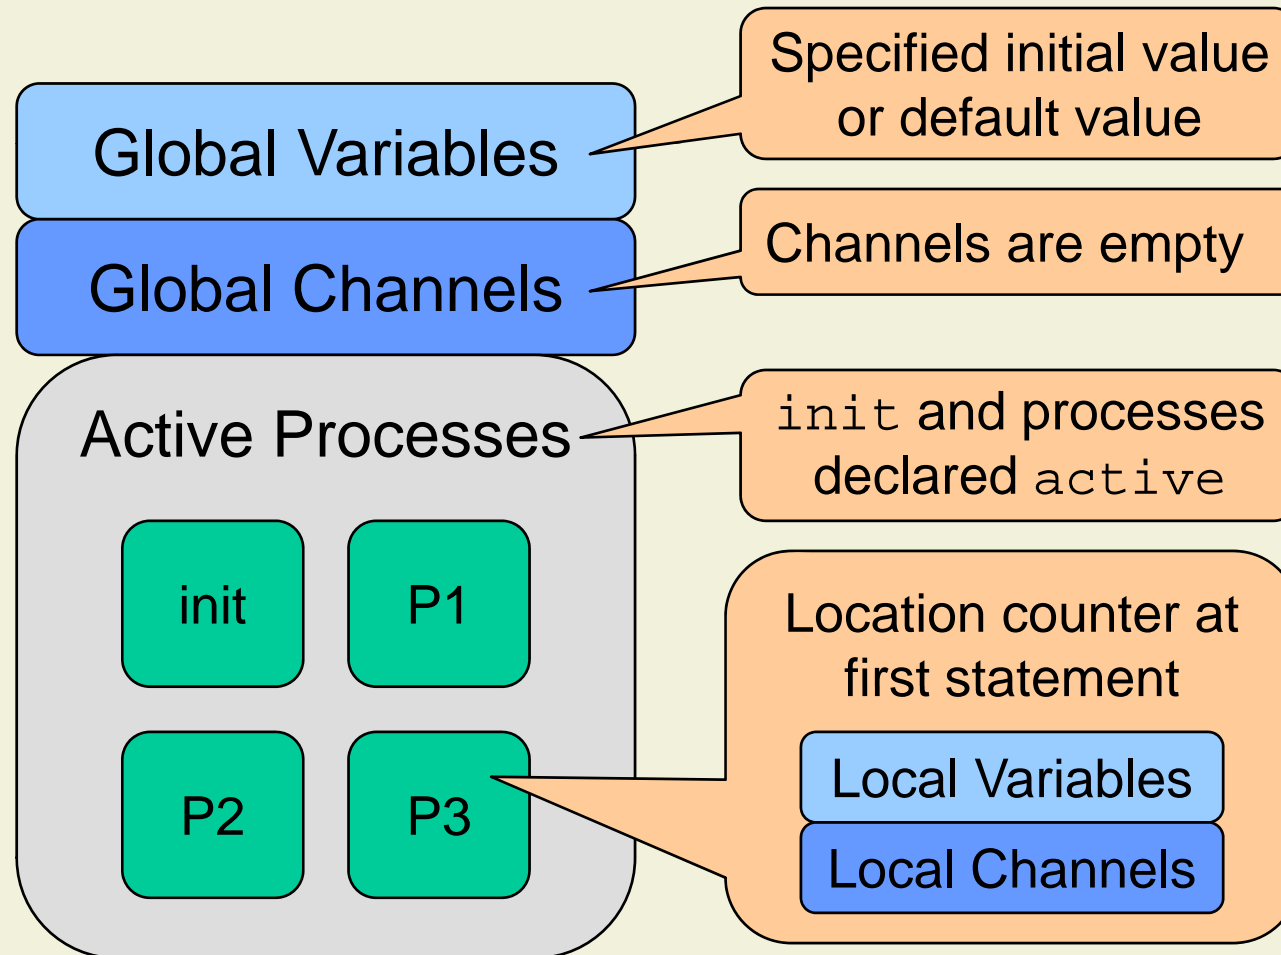 Specified initial value
or default value
Global Variables
Channels are empty
Global Channels
init and processes
declared active
Active Processes
init
P1
Location counter at
first statement
P2
P3
Local Variables
Local Channels